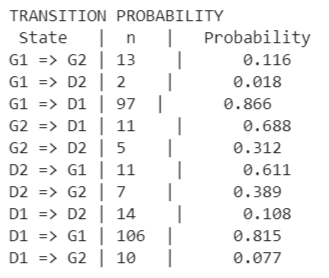 TRANSITION PROBABILITY
State | n | Probability
G1 => G2 | 13 | 0.116
G1 => D2 | 2 | 0.018
G1 => D1 | 97 | 0.866
G2 => D1 | 11 | 0.688
G2 => D2 | 5 | 0.312
D2 => G1 | 11 | 0.611
D2 => G2 | 7 | 0.389
D1 => D2 | 14 | 0.108
D1 => G1 | 106 | 0.815
D1 => G2 | 10 | 0.077